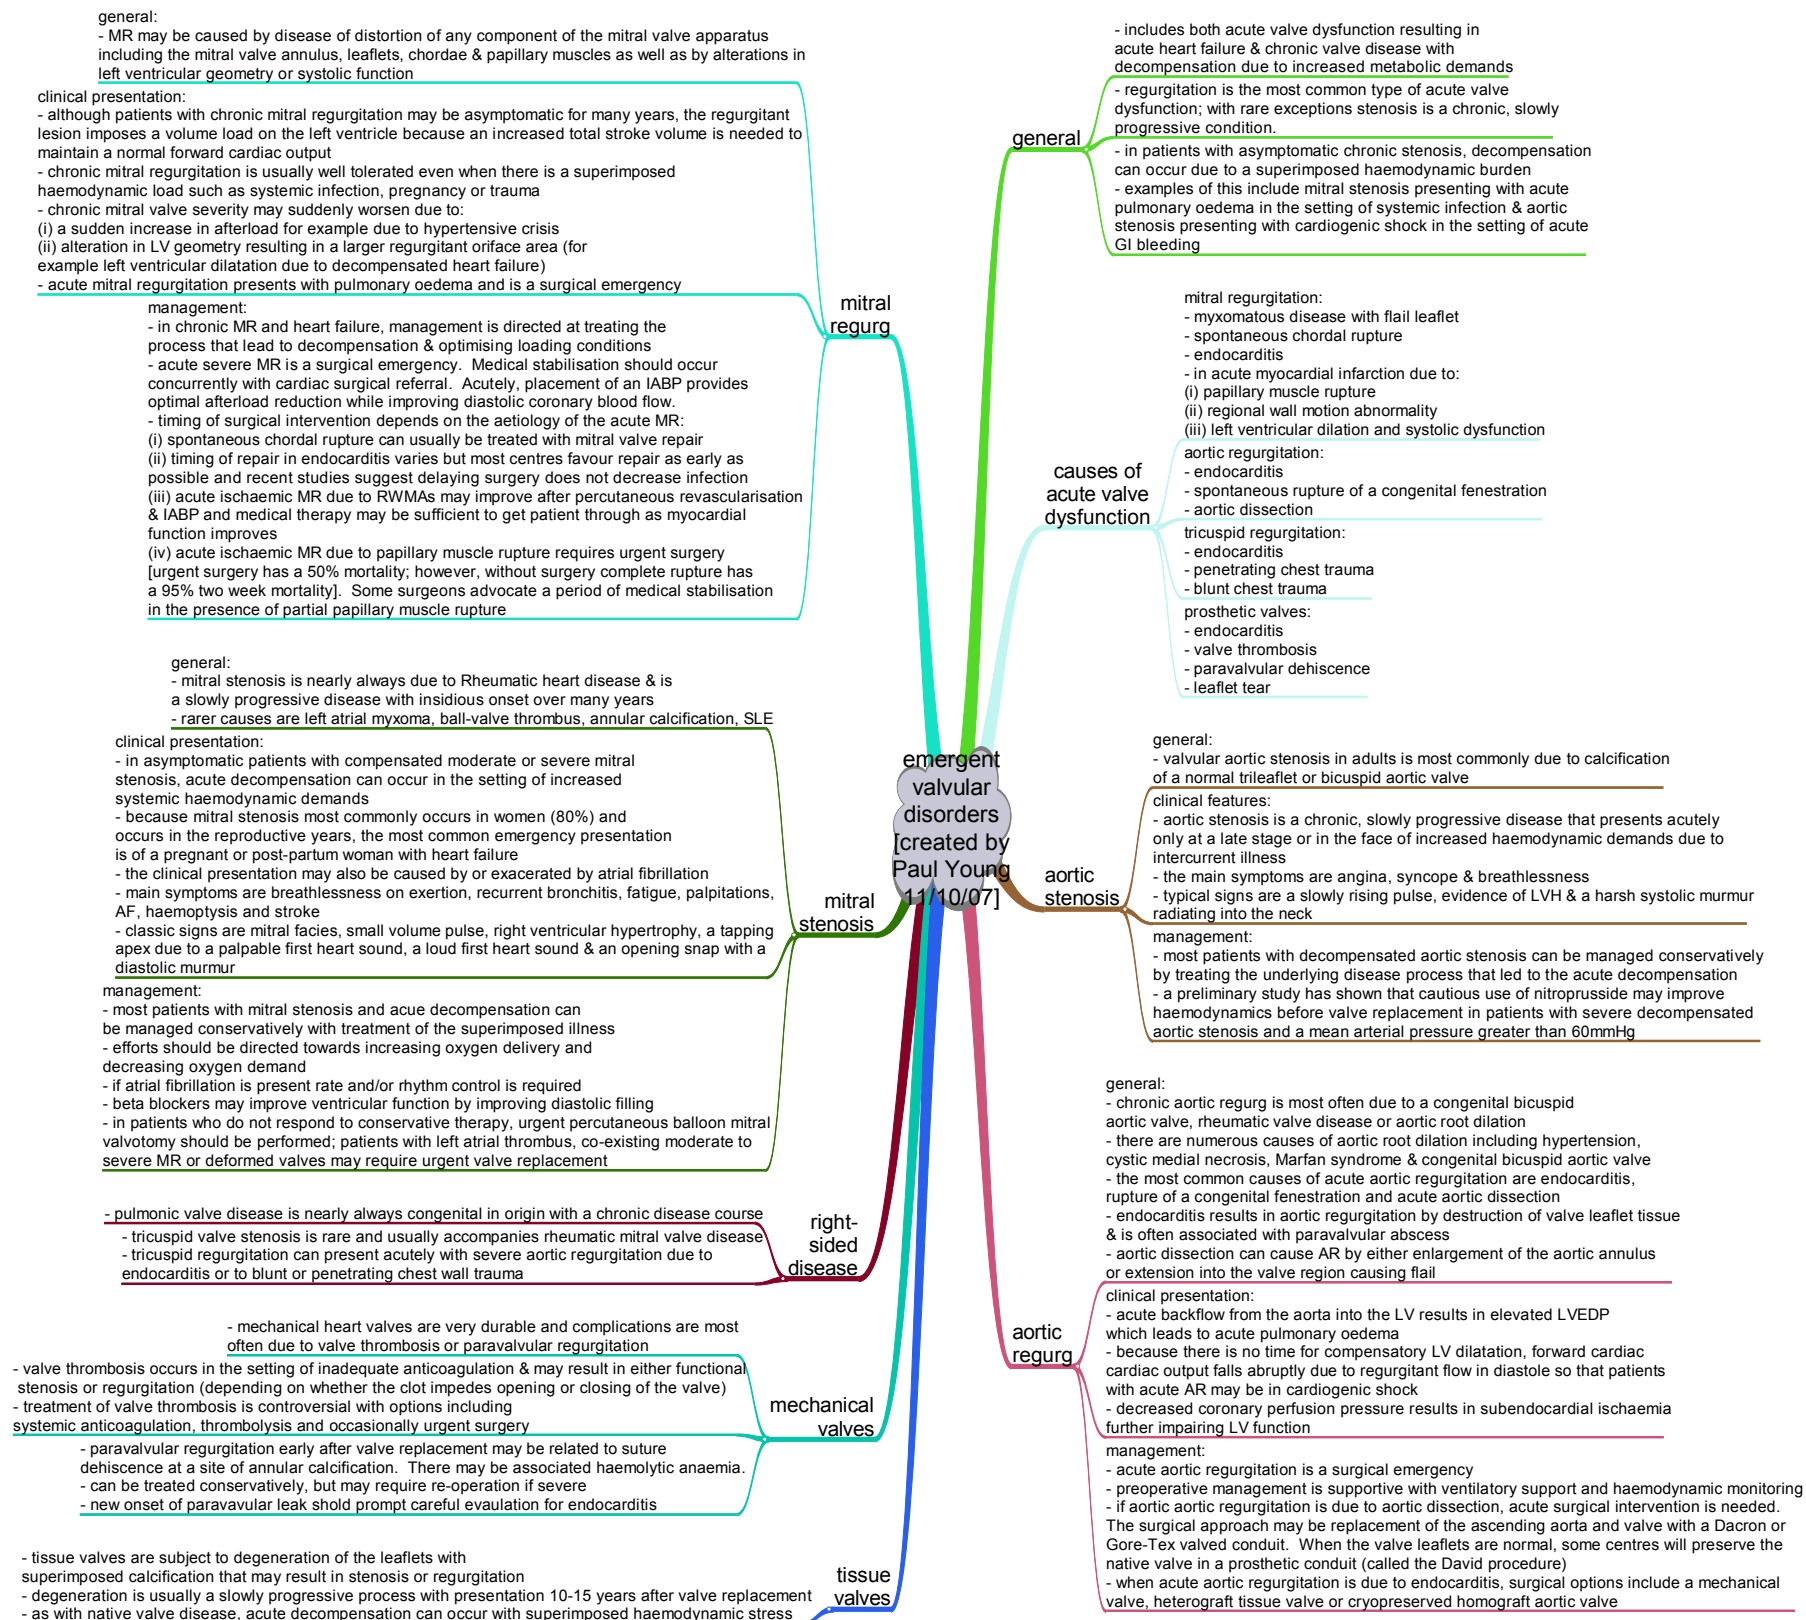 emergent
valvular
disorders
[created by
Paul Young
11/10/07]
general
- includes both acute valve dysfunction resulting in
acute heart failure & chronic valve disease with
decompensation due to increased metabolic demands
- regurgitation is the most common type of acute valve
dysfunction; with rare exceptions stenosis is a chronic, slowly
progressive condition.
- in patients with asymptomatic chronic stenosis, decompensation
can occur due to a superimposed haemodynamic burden
- examples of this include mitral stenosis presenting with acute
pulmonary oedema in the setting of systemic infection & aortic
stenosis presenting with cardiogenic shock in the setting of acute
GI bleeding
causes of
acute valve
dysfunction
mitral regurgitation:
- myxomatous disease with flail leaflet
- spontaneous chordal rupture
- endocarditis
- in acute myocardial infarction due to:
(i) papillary muscle rupture
(ii) regional wall motion abnormality
(iii) left ventricular dilation and systolic dysfunction
aortic regurgitation:
- endocarditis
- spontaneous rupture of a congenital fenestration
- aortic dissection
tricuspid regurgitation:
- endocarditis
- penetrating chest trauma
- blunt chest trauma
prosthetic valves:
- endocarditis
- valve thrombosis
- paravalvular dehiscence
- leaflet tear
aortic
stenosis
general:
- valvular aortic stenosis in adults is most commonly due to calcification
of a normal trileaflet or bicuspid aortic valve
clinical features:
- aortic stenosis is a chronic, slowly progressive disease that presents acutely
only at a late stage or in the face of increased haemodynamic demands due to
intercurrent illness
- the main symptoms are angina, syncope & breathlessness
- typical signs are a slowly rising pulse, evidence of LVH & a harsh systolic murmur
radiating into the neck
management:
- most patients with decompensated aortic stenosis can be managed conservatively
by treating the underlying disease process that led to the acute decompensation
- a preliminary study has shown that cautious use of nitroprusside may improve
haemodynamics before valve replacement in patients with severe decompensated
aortic stenosis and a mean arterial pressure greater than 60mmHg
aortic
regurg
general:
- chronic aortic regurg is most often due to a congenital bicuspid
aortic valve, rheumatic valve disease or aortic root dilation
- there are numerous causes of aortic root dilation including hypertension,
cystic medial necrosis, Marfan syndrome & congenital bicuspid aortic valve
- the most common causes of acute aortic regurgitation are endocarditis,
rupture of a congenital fenestration and acute aortic dissection
- endocarditis results in aortic regurgitation by destruction of valve leaflet tissue
& is often associated with paravalvular abscess
- aortic dissection can cause AR by either enlargement of the aortic annulus
or extension into the valve region causing flail
clinical presentation:
- acute backflow from the aorta into the LV results in elevated LVEDP
which leads to acute pulmonary oedema
- because there is no time for compensatory LV dilatation, forward cardiac
cardiac output falls abruptly due to regurgitant flow in diastole so that patients
with acute AR may be in cardiogenic shock
- decreased coronary perfusion pressure results in subendocardial ischaemia
further impairing LV function
management:
- acute aortic regurgitation is a surgical emergency
- preoperative management is supportive with ventilatory support and haemodynamic monitoring
- if aortic aortic regurgitation is due to aortic dissection, acute surgical intervention is needed.
The surgical approach may be replacement of the ascending aorta and valve with a Dacron or
Gore-Tex valved conduit.  When the valve leaflets are normal, some centres will preserve the
native valve in a prosthetic conduit (called the David procedure)
- when acute aortic regurgitation is due to endocarditis, surgical options include a mechanical
valve, heterograft tissue valve or cryopreserved homograft aortic valve
mitral
regurg
general:
- MR may be caused by disease of distortion of any component of the mitral valve apparatus
including the mitral valve annulus, leaflets, chordae & papillary muscles as well as by alterations in
left ventricular geometry or systolic function
clinical presentation:
- although patients with chronic mitral regurgitation may be asymptomatic for many years, the regurgitant
lesion imposes a volume load on the left ventricle because an increased total stroke volume is needed to
maintain a normal forward cardiac output
- chronic mitral regurgitation is usually well tolerated even when there is a superimposed
haemodynamic load such as systemic infection, pregnancy or trauma
- chronic mitral valve severity may suddenly worsen due to:
(i) a sudden increase in afterload for example due to hypertensive crisis
(ii) alteration in LV geometry resulting in a larger regurgitant oriface area (for
example left ventricular dilatation due to decompensated heart failure)
- acute mitral regurgitation presents with pulmonary oedema and is a surgical emergency
management:
- in chronic MR and heart failure, management is directed at treating the
process that lead to decompensation & optimising loading conditions
- acute severe MR is a surgical emergency.  Medical stabilisation should occur
concurrently with cardiac surgical referral.  Acutely, placement of an IABP provides
optimal afterload reduction while improving diastolic coronary blood flow.
- timing of surgical intervention depends on the aetiology of the acute MR:
(i) spontaneous chordal rupture can usually be treated with mitral valve repair
(ii) timing of repair in endocarditis varies but most centres favour repair as early as
possible and recent studies suggest delaying surgery does not decrease infection
(iii) acute ischaemic MR due to RWMAs may improve after percutaneous revascularisation
& IABP and medical therapy may be sufficient to get patient through as myocardial
function improves
(iv) acute ischaemic MR due to papillary muscle rupture requires urgent surgery
[urgent surgery has a 50% mortality; however, without surgery complete rupture has
a 95% two week mortality].  Some surgeons advocate a period of medical stabilisation
in the presence of partial papillary muscle rupture
mitral
stenosis
general:
- mitral stenosis is nearly always due to Rheumatic heart disease & is
a slowly progressive disease with insidious onset over many years
- rarer causes are left atrial myxoma, ball-valve thrombus, annular calcification, SLE
clinical presentation:
- in asymptomatic patients with compensated moderate or severe mitral
stenosis, acute decompensation can occur in the setting of increased
systemic haemodynamic demands
- because mitral stenosis most commonly occurs in women (80%) and
occurs in the reproductive years, the most common emergency presentation
is of a pregnant or post-partum woman with heart failure
- the clinical presentation may also be caused by or exacerated by atrial fibrillation
- main symptoms are breathlessness on exertion, recurrent bronchitis, fatigue, palpitations,
AF, haemoptysis and stroke
- classic signs are mitral facies, small volume pulse, right ventricular hypertrophy, a tapping
apex due to a palpable first heart sound, a loud first heart sound & an opening snap with a
diastolic murmur
management:
- most patients with mitral stenosis and acue decompensation can
be managed conservatively with treatment of the superimposed illness
- efforts should be directed towards increasing oxygen delivery and
decreasing oxygen demand
- if atrial fibrillation is present rate and/or rhythm control is required
- beta blockers may improve ventricular function by improving diastolic filling
- in patients who do not respond to conservative therapy, urgent percutaneous balloon mitral
valvotomy should be performed; patients with left atrial thrombus, co-existing moderate to
severe MR or deformed valves may require urgent valve replacement
right-
sided
disease
- pulmonic valve disease is nearly always congenital in origin with a chronic disease course
- tricuspid valve stenosis is rare and usually accompanies rheumatic mitral valve disease
- tricuspid regurgitation can present acutely with severe aortic regurgitation due to
endocarditis or to blunt or penetrating chest wall trauma
mechanical
valves
- mechanical heart valves are very durable and complications are most
often due to valve thrombosis or paravalvular regurgitation
- valve thrombosis occurs in the setting of inadequate anticoagulation & may result in either functional
stenosis or regurgitation (depending on whether the clot impedes opening or closing of the valve)
- treatment of valve thrombosis is controversial with options including
systemic anticoagulation, thrombolysis and occasionally urgent surgery
- paravalvular regurgitation early after valve replacement may be related to suture
dehiscence at a site of annular calcification.  There may be associated haemolytic anaemia.
- can be treated conservatively, but may require re-operation if severe
- new onset of paravavular leak shold prompt careful evaulation for endocarditis
tissue
valves
- tissue valves are subject to degeneration of the leaflets with
superimposed calcification that may result in stenosis or regurgitation
- degeneration is usually a slowly progressive process with presentation 10-15 years after valve replacement
- as with native valve disease, acute decompensation can occur with superimposed haemodynamic stress